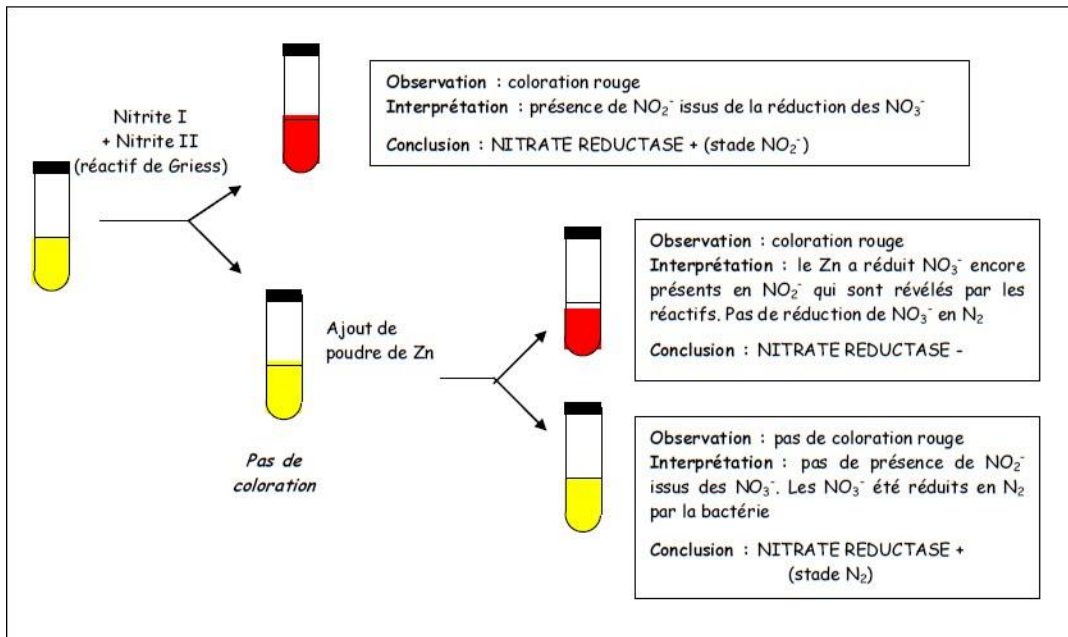 Nitrite I
+ Nitrite II
(réactif de Griess)
Observation : coloration rouge
Interprétation : présence de NO₂⁻ issus de la réduction des NO₃⁻
Conclusion : NITRATE REDUCTASE + (stade NO₂⁻)
Pas de
coloration
Ajout de
poudre de Zn
Observation : coloration rouge
Interprétation : le Zn a réduit NO₃⁻ encore
présents en NO₂⁻ qui sont révélés par les
réactifs. Pas de réduction de NO₃⁻ en N₂
Conclusion : NITRATE REDUCTASE -
Observation : pas de coloration rouge
Interprétation : pas de présence de NO₂⁻
issus des NO₃⁻. Les NO₃⁻ été réduits en N₂
par la bactérie
Conclusion : NITRATE REDUCTASE +
(stade N₂)